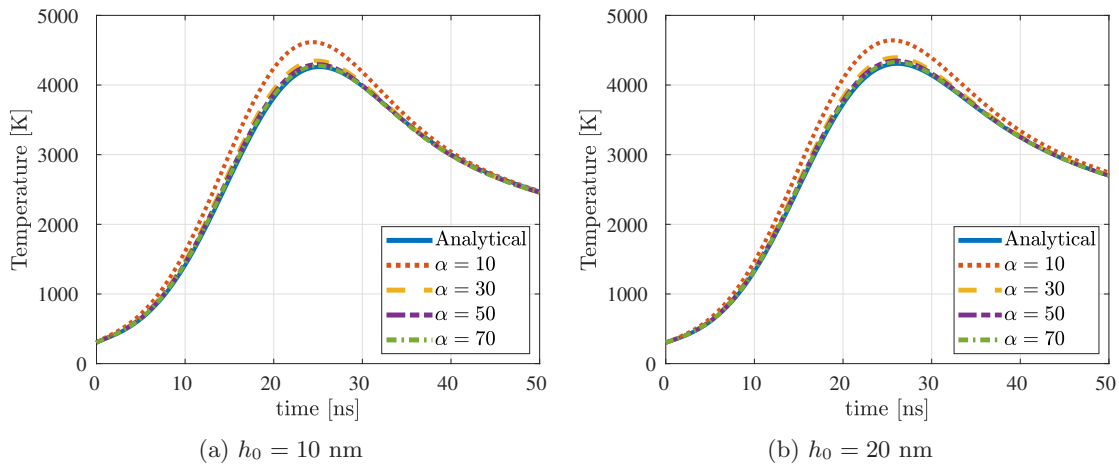 5000
4000
3000
2000
1000
0
Temperature [K]
0 10 20 30 40 50
time [ns]
Analytical
α = 10
α = 30
α = 50
α = 70
(a) h₀ = 10 nm
5000
4000
3000
2000
1000
0
Temperature [K]
0 10 20 30 40 50
time [ns]
Analytical
α = 10
α = 30
α = 50
α = 70
(b) h₀ = 20 nm